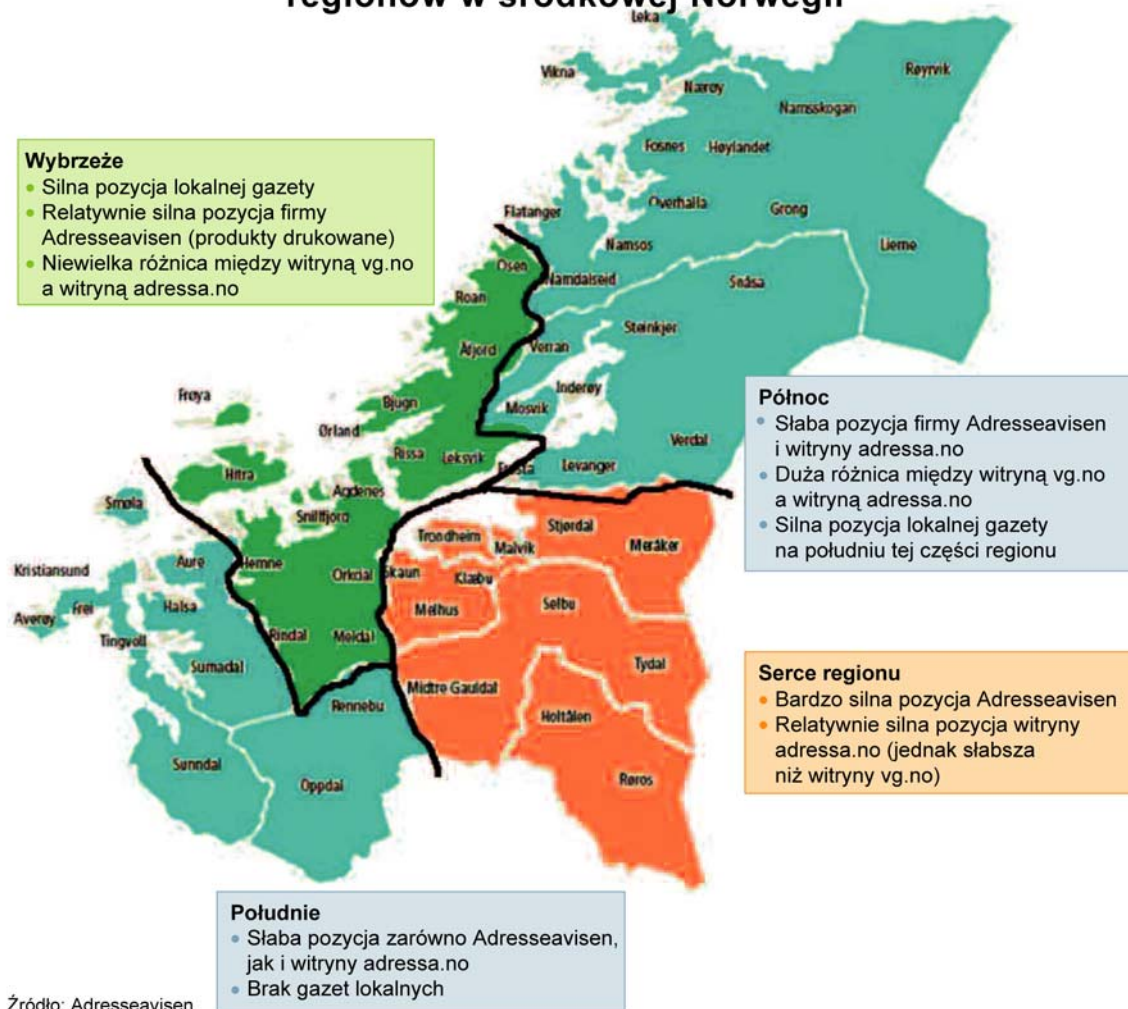 regionów w środkowej Norwegii
Leka
Vikna
Nærøy
Røyrvik
Namsskogan
Fosnes
Høylandet
Overhalla
Grong
Flatanger
Namsos
Lierne
Osen
Namdalseid
Snåsa
Roan
Steinkjer
Åfjord
Verran
Inderøy
Frøya
Bjugn
Mosvik
Ørland
Verdal
Rissa
Leksvik
Levanger
Hitra
Agdenes
Smøla
Snillfjord
Stjørdal
Trondheim
Malvik
Meråker
Kristiansund
Aure
Hemne
Orkdal
Skaun
Klæbu
Averøy
Frei
Halsa
Melhus
Selbu
Tingvoll
Rindal
Meldal
Surnadal
Tydal
Midtre Gauldal
Rennebu
Holtålen
Sunndal
Oppdal
Røros
Wybrzeże
• Silna pozycja lokalnej gazety
• Relatywnie silna pozycja firmy
Adresseavisen (produkty drukowane)
• Niewielka różnica między witryną vg.no
a witryną adressa.no
Północ
• Słaba pozycja firmy Adresseavisen
i witryny adressa.no
• Duża różnica między witryną vg.no
a witryną adressa.no
• Silna pozycja lokalnej gazety
na południu tej części regionu
Serce regionu
• Bardzo silna pozycja Adresseavisen
• Relatywnie silna pozycja witryny
adressa.no (jednak słabsza
niż witryny vg.no)
Południe
• Słaba pozycja zarówno Adresseavisen,
jak i witryny adressa.no
• Brak gazet lokalnych
Źródło: Adresseavisen